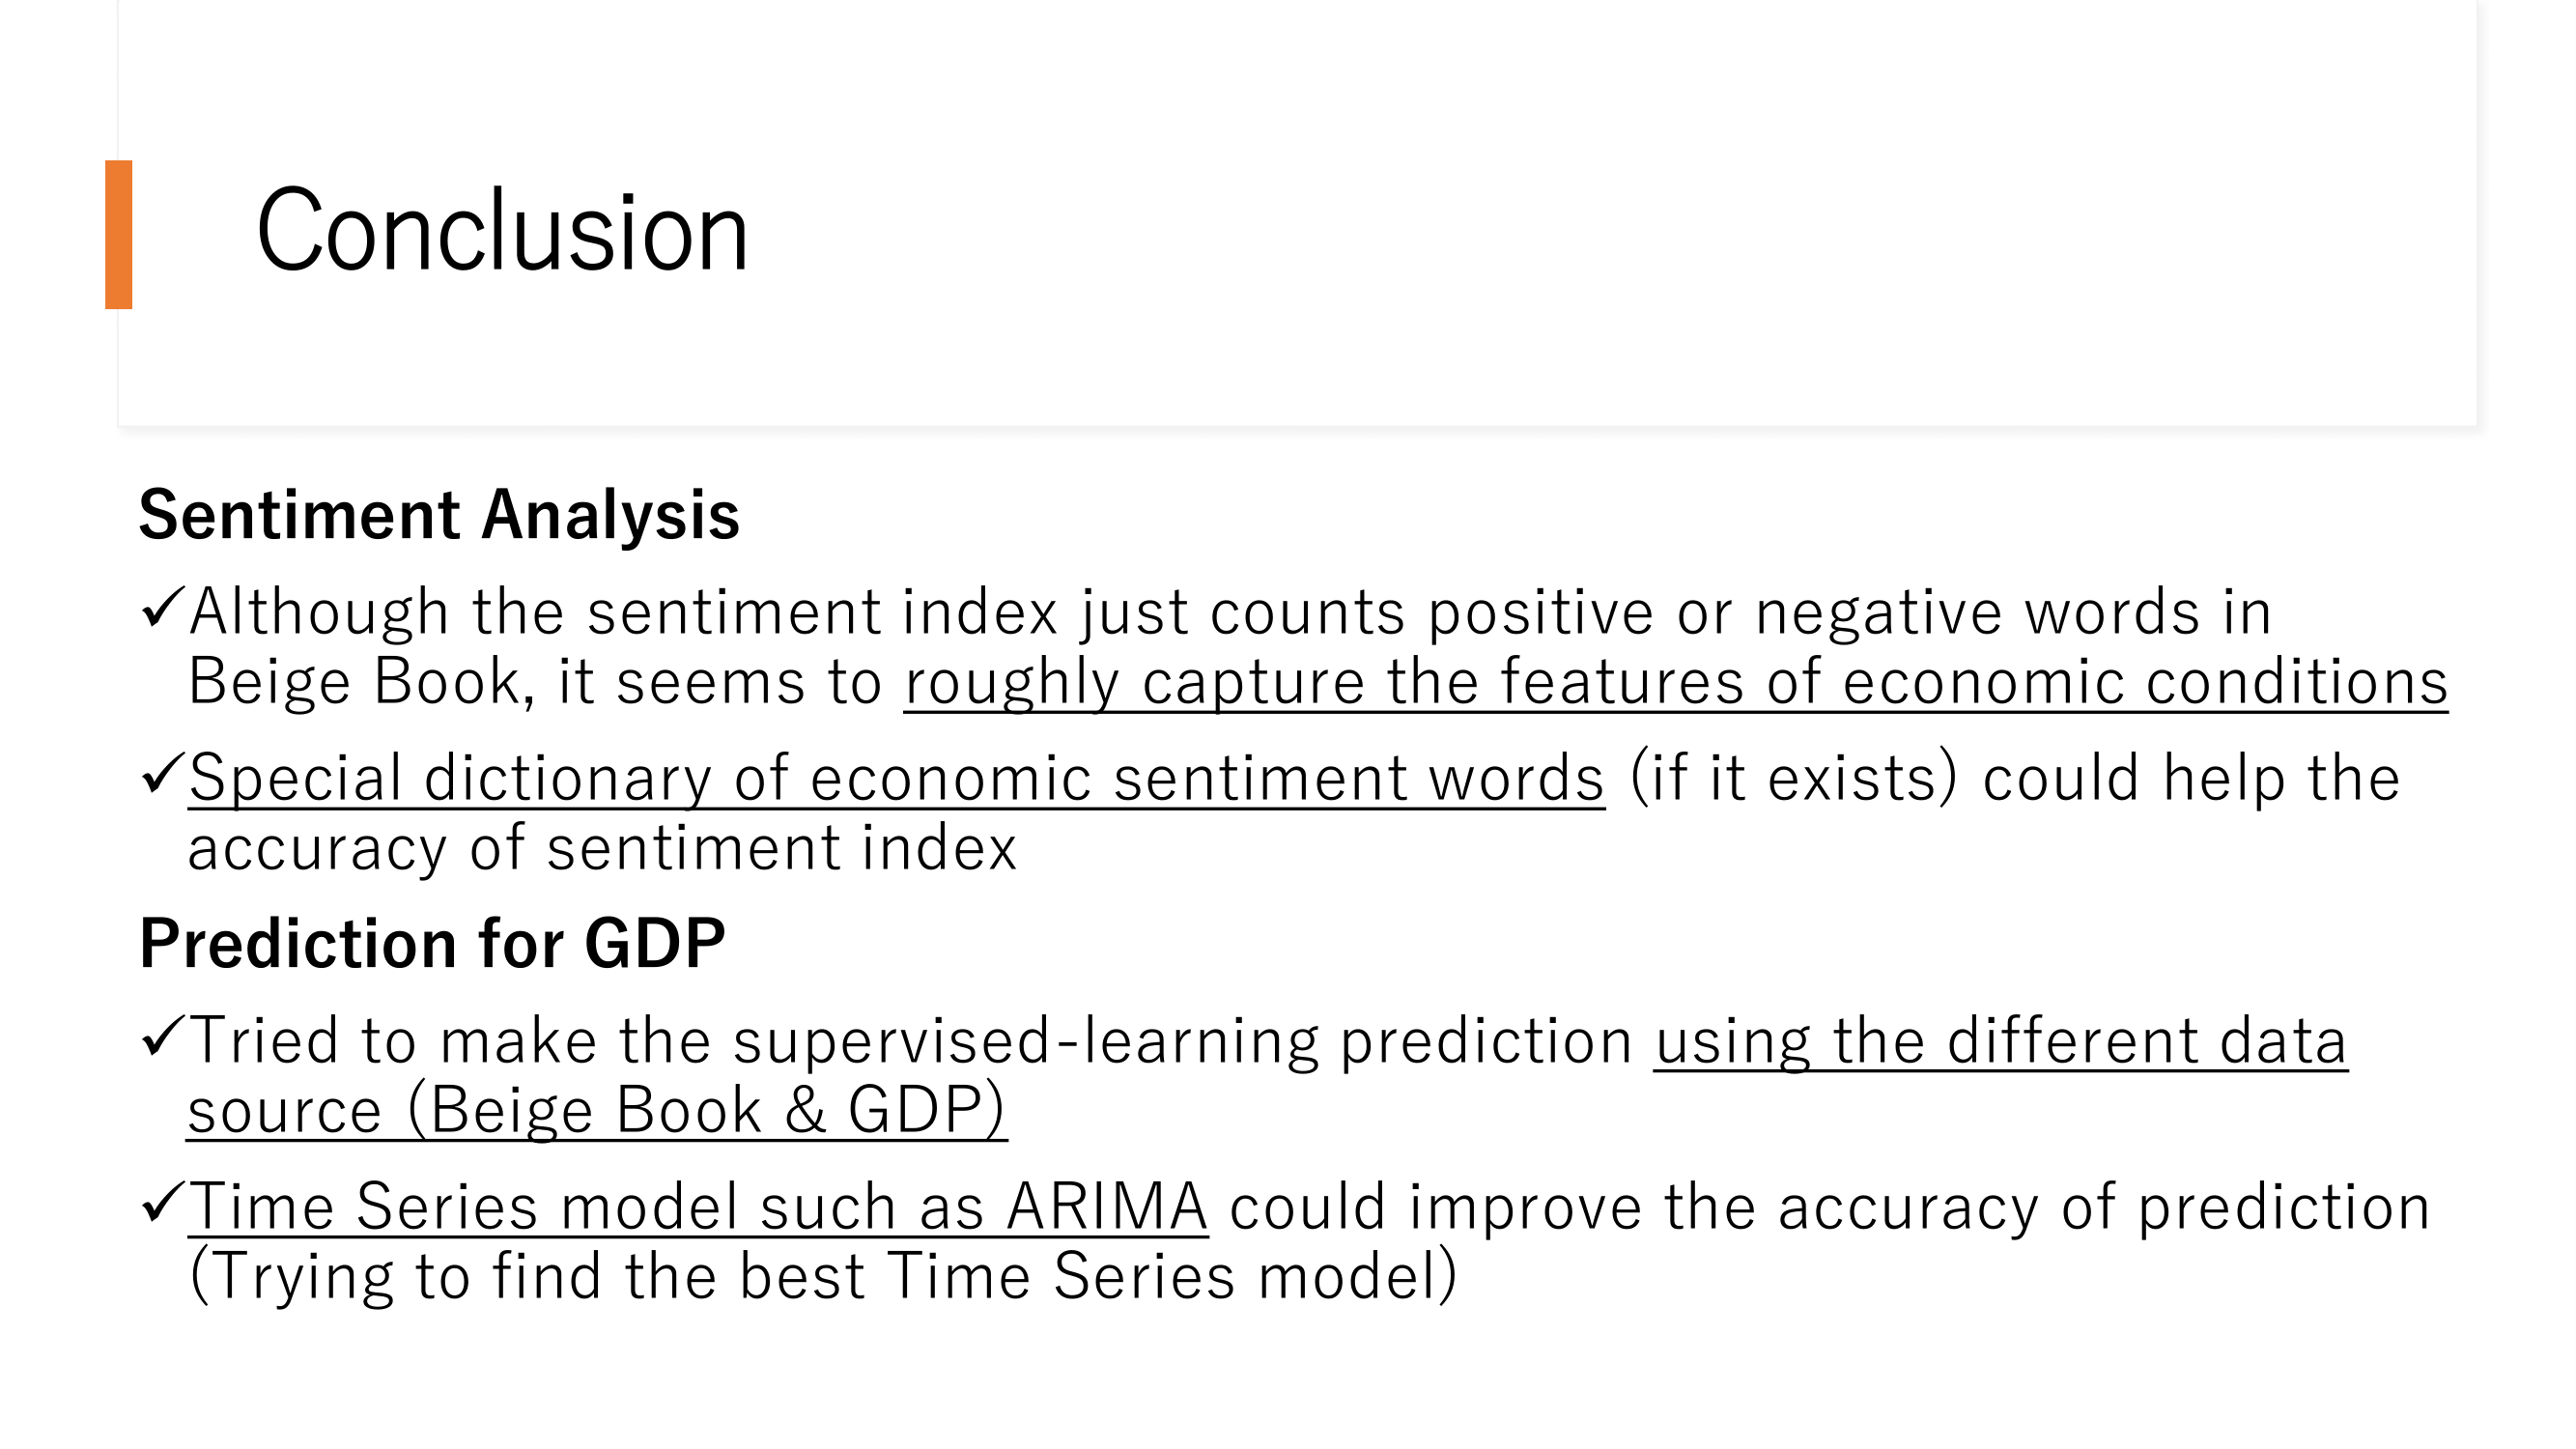 Conclusion
Sentiment Analysis
✓Although the sentiment index just counts positive or negative words in
Beige Book, it seems to roughly capture the features of economic conditions
✓Special dictionary of economic sentiment words (if it exists) could help the
accuracy of sentiment index
Prediction for GDP
✓Tried to make the supervised-learning prediction using the different data
source (Beige Book & GDP)
✓Time Series model such as ARIMA could improve the accuracy of prediction
(Trying to find the best Time Series model)